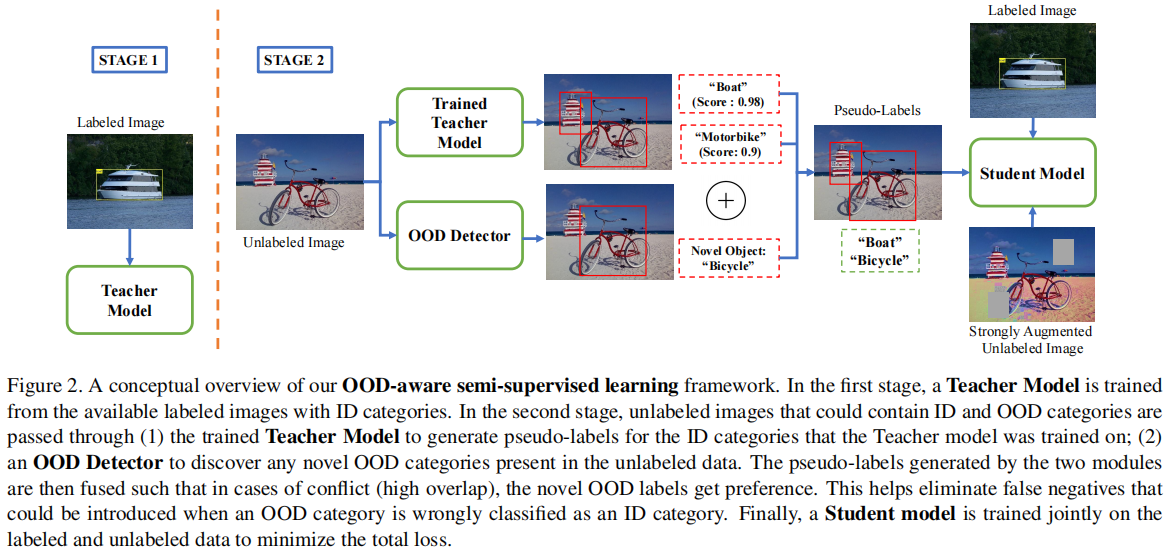 STAGE 1
STAGE 2
Labeled Image
Teacher
Model
Unlabeled Image
Trained
Teacher
Model
OOD Detector
“Boat”
(Score : 0.98)
“Motorbike”
(Score: 0.9)
+
Novel Object:
“Bicycle”
Pseudo-Labels
“Boat”
“Bicycle”
Labeled Image
Student Model
Strongly Augmented
Unlabeled Image
Figure 2. A conceptual overview of our OOD-aware semi-supervised learning framework. In the first stage, a Teacher Model is trained
from the available labeled images with ID categories. In the second stage, unlabeled images that could contain ID and OOD categories are
passed through (1) the trained Teacher Model to generate pseudo-labels for the ID categories that the Teacher model was trained on; (2)
an OOD Detector to discover any novel OOD categories present in the unlabeled data. The pseudo-labels generated by the two modules
are then fused such that in cases of conflict (high overlap), the novel OOD labels get preference. This helps eliminate false negatives that
could be introduced when an OOD category is wrongly classified as an ID category. Finally, a Student model is trained jointly on the
labeled and unlabeled data to minimize the total loss.